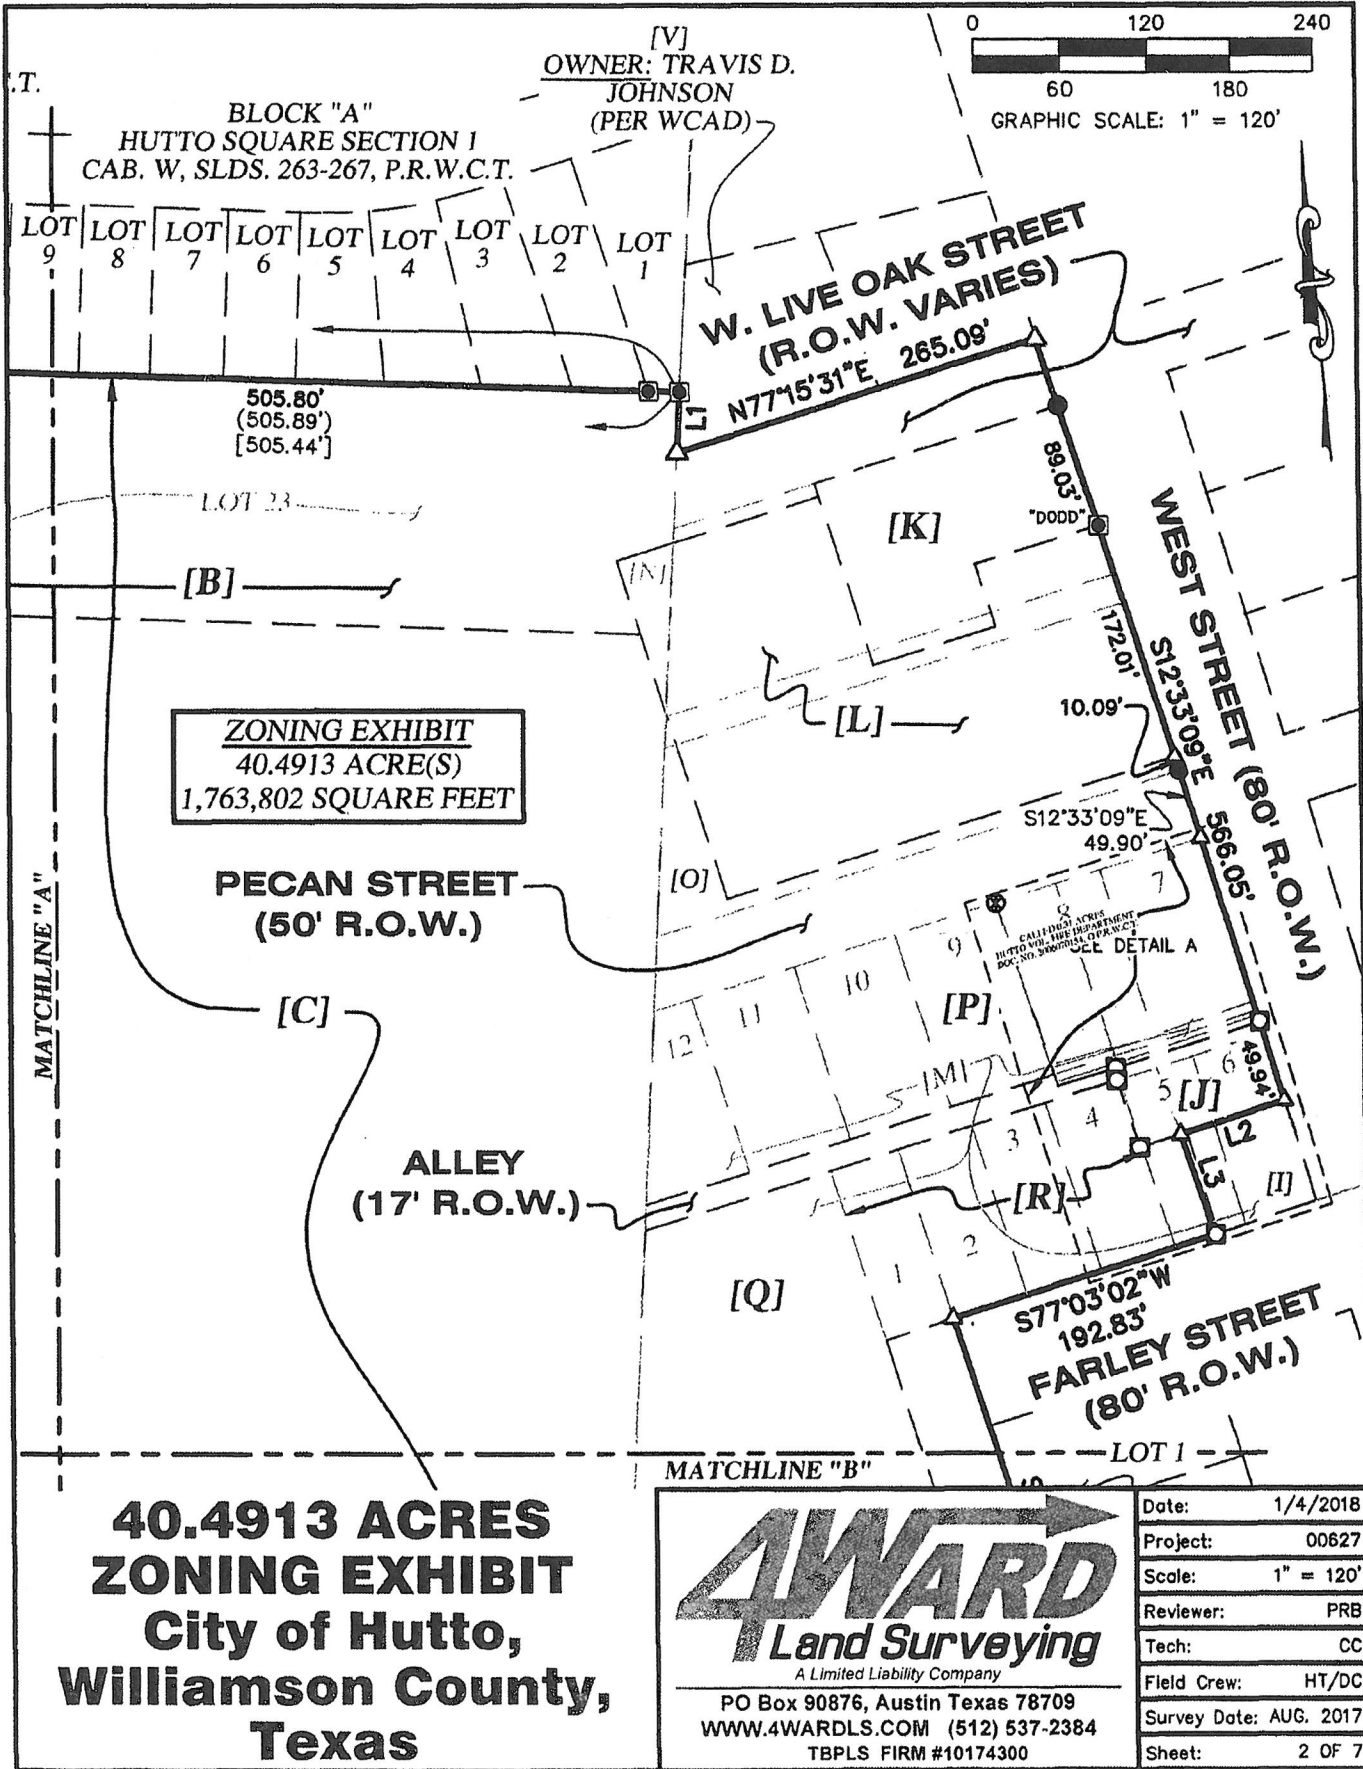 0 120 240
60 180
GRAPHIC SCALE: 1" = 120'
[V]
OWNER: TRAVIS D.
JOHNSON
(PER WCAD)
.T.
BLOCK "A"
HUTTO SQUARE SECTION 1
CAB. W, SLDS. 263-267, P.R.W.C.T.
LOT 9
LOT 8
LOT 7
LOT 6
LOT 5
LOT 4
LOT 3
LOT 2
LOT 1
W. LIVE OAK STREET
(R.O.W. VARIES)
N77°15'31"E 265.09'
L1
505.80'
(505.89')
[505.44']
LOT 23
[B]
[K]
[N]
89.03'
"DODD"
WEST STREET (80' R.O.W.)
172.01'
S12°33'09"E 566.05'
10.09'
[L]
S12°33'09"E
49.90'
ZONING EXHIBIT
40.4913 ACRE(S)
1,763,802 SQUARE FEET
PECAN STREET
(50' R.O.W.)
[O]
MATCHLINE "A"
[C]
7
8
9
10
11
12
HUTTO VOL. FIRE DEPARTMENT
SEE DETAIL A
[P]
[M]
49.94'
6
5
4
3
2
1
[J]
L2
L3
[I]
ALLEY
(17' R.O.W.)
[R]
[Q]
S77°03'02"W
192.83'
FARLEY STREET
(80' R.O.W.)
LOT 1
MATCHLINE "B"
40.4913 ACRES
ZONING EXHIBIT
City of Hutto,
Williamson County,
Texas
4WARD
Land Surveying
A Limited Liability Company
PO Box 90876, Austin Texas 78709
WWW.4WARDLS.COM (512) 537-2384
TBPLS FIRM #10174300
Date: 1/4/2018
Project: 00627
Scale: 1" = 120'
Reviewer: PRB
Tech: CC
Field Crew: HT/DC
Survey Date: AUG. 2017
Sheet: 2 OF 7